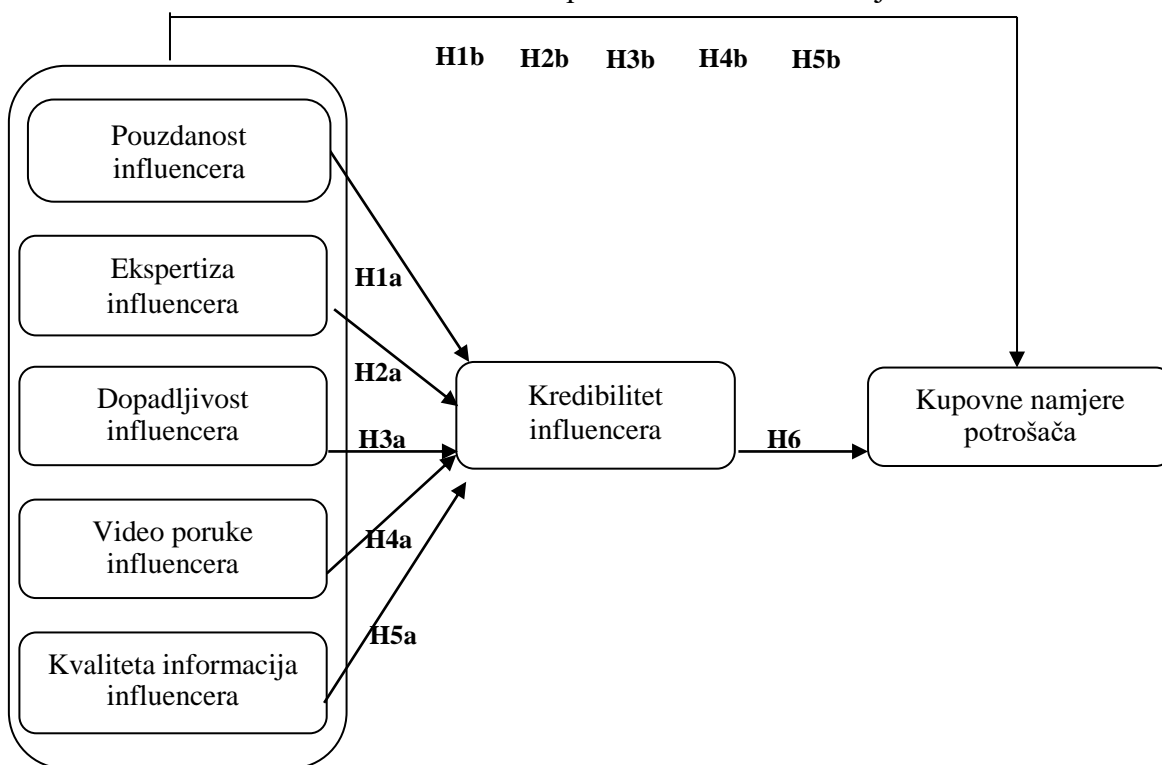 H1b H2b H3b H4b H5b
Pouzdanost
influencera
Ekspertiza
influencera
H1a
H2a
Dopadljivost
influencera
H3a
Kredibilitet
influencera
H6
Kupovne namjere
potrošača
Video poruke
influencera
H4a
H5a
Kvaliteta informacija
influencera